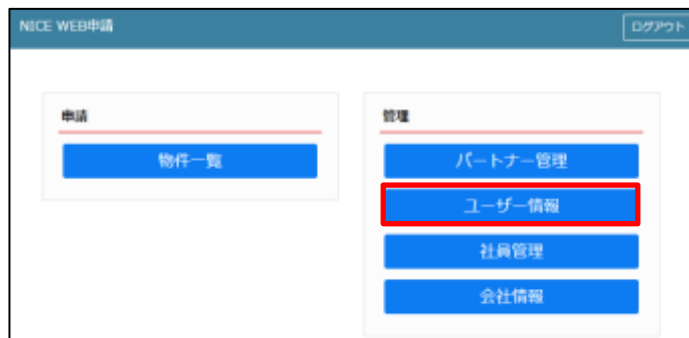 NICE WEB申請
ログアウト
申請
物件一覧
管理
パートナー管理
ユーザー情報
社員管理
会社情報